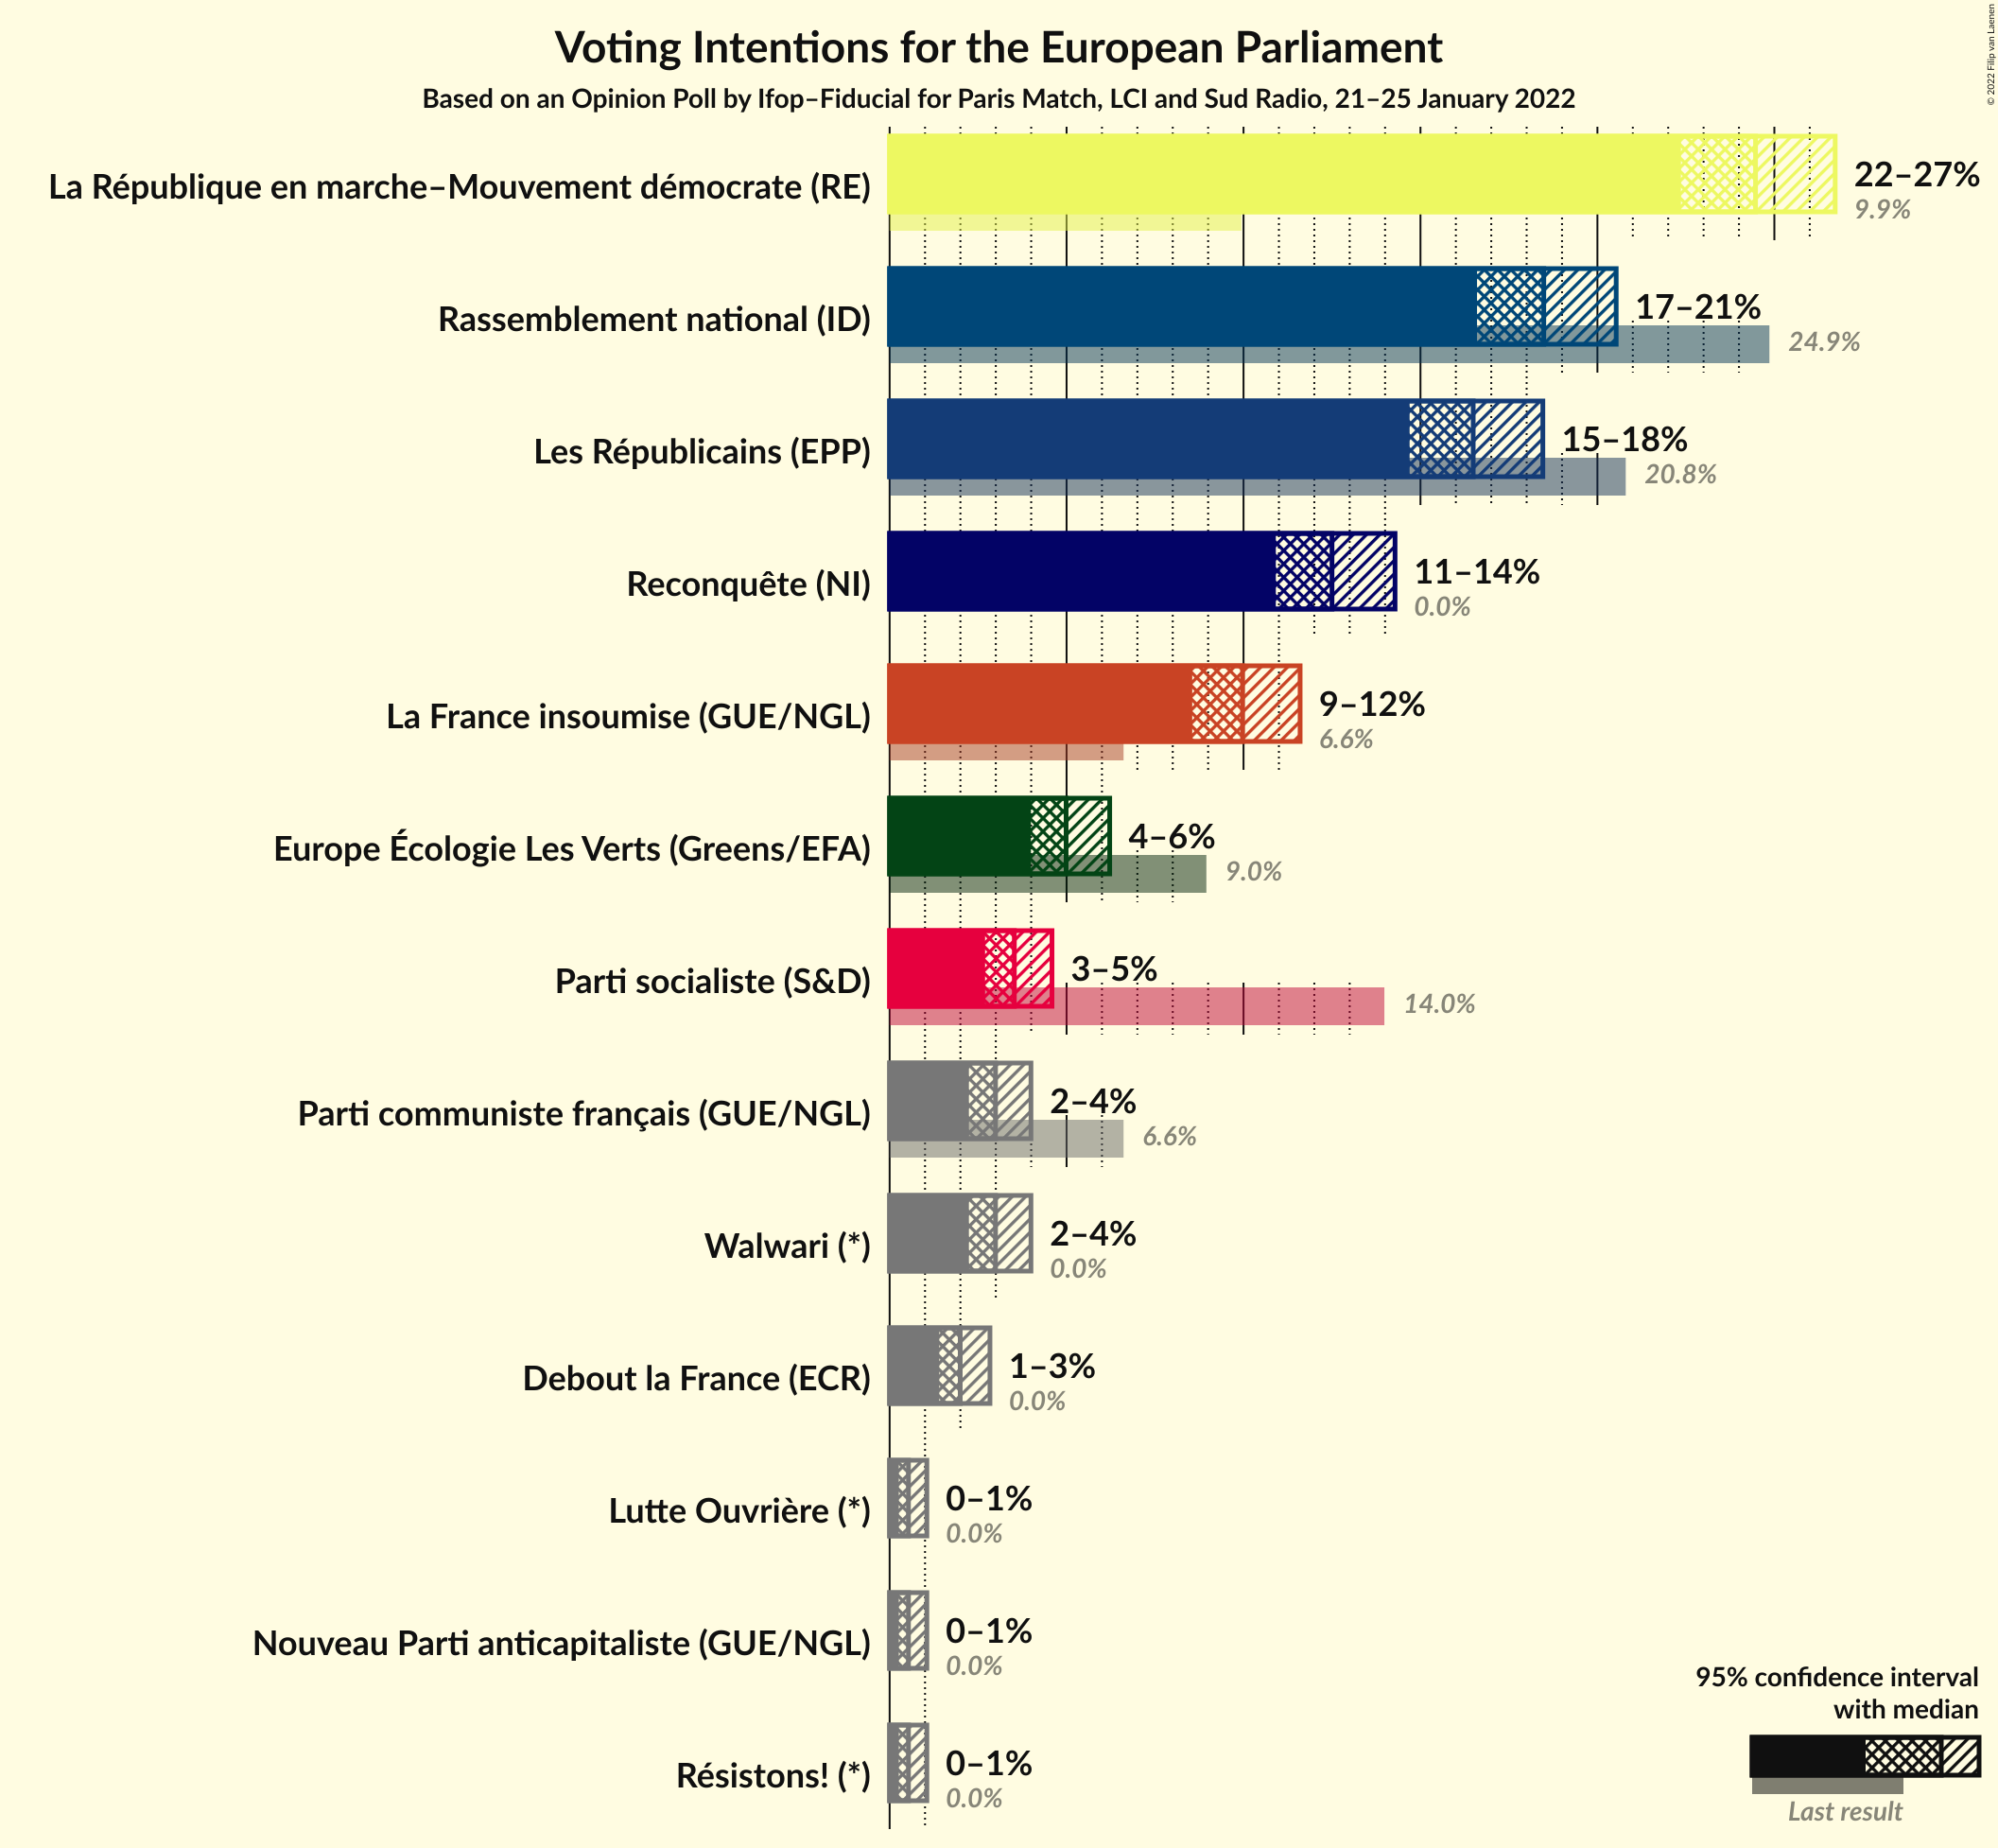 Voting Intentions for the European Parliament
Based on an Opinion Poll by Ifop–Fiducial for Paris Match, LCI and Sud Radio, 21–25 January 2022
© 2022 Filip van Laenen
La République en marche–Mouvement démocrate (RE)
22–27%
9.9%
Rassemblement national (ID)
17–21%
24.9%
Les Républicains (EPP)
15–18%
20.8%
Reconquête (NI)
11–14%
0.0%
La France insoumise (GUE/NGL)
9–12%
6.6%
Europe Écologie Les Verts (Greens/EFA)
4–6%
9.0%
Parti socialiste (S&D)
3–5%
14.0%
Parti communiste français (GUE/NGL)
2–4%
6.6%
Walwari (*)
2–4%
0.0%
Debout la France (ECR)
1–3%
0.0%
Lutte Ouvrière (*)
0–1%
0.0%
Nouveau Parti anticapitaliste (GUE/NGL)
0–1%
0.0%
Résistons! (*)
0–1%
0.0%
95% confidence interval
with median
Last result